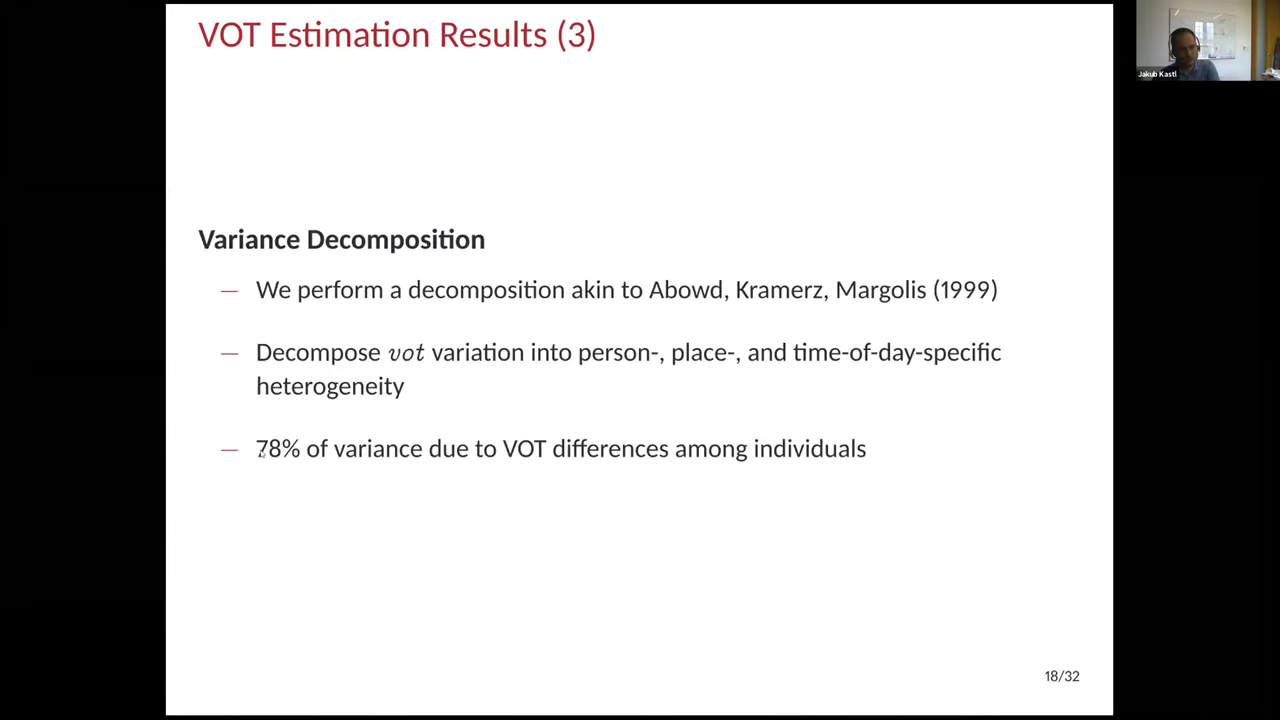 VOT Estimation Results (3)
Jakub Kastl
Variance Decomposition
— We perform a decomposition akin to Abowd, Kramerz, Margolis (1999)
— Decompose vot variation into person-, place-, and time-of-day-specific
heterogeneity
— 78% of variance due to VOT differences among individuals
18/32